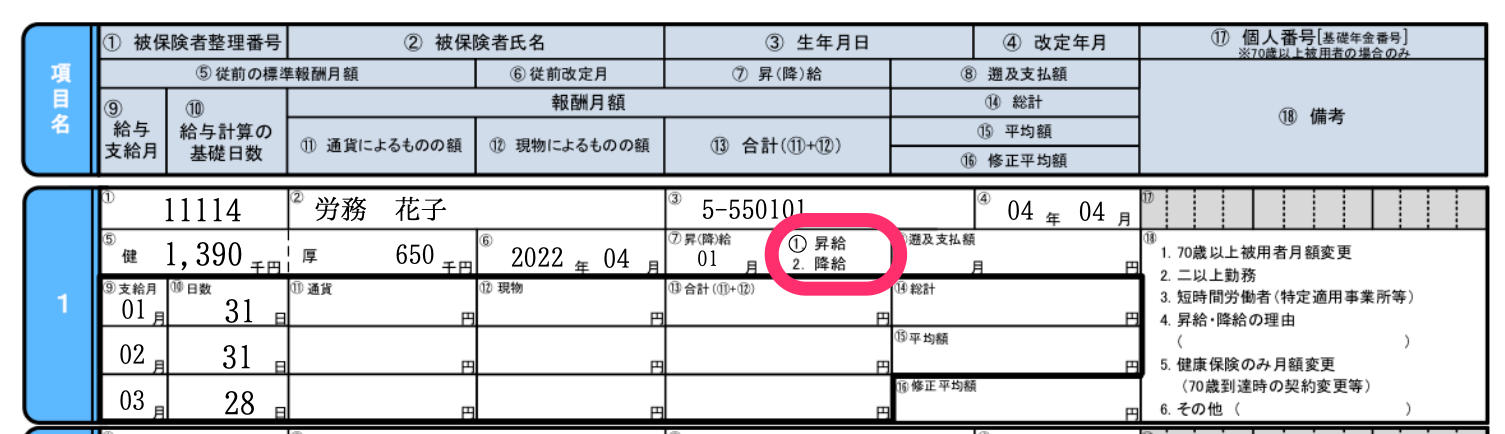 項目名
① 被保険者整理番号 ② 被保険者氏名 ③ 生年月日 ④ 改定年月 ⑰ 個人番号[基礎年金番号]
※70歳以上被用者の場合のみ
⑤ 従前の標準報酬月額 ⑥ 従前改定月 ⑦ 昇(降)給 ⑧ 遡及支払額
⑨ 給与支給月 ⑩ 給与計算の基礎日数 報酬月額 ⑭ 総計 ⑱ 備考
⑪ 通貨によるものの額 ⑫ 現物によるものの額 ⑬ 合計(⑪+⑫) ⑮ 平均額
⑯ 修正平均額
1
① 11114 ② 労務 花子 ③ 5-550101 ④ 04 年 04 月 ⑰
⑤ 健 1,390 千円 厚 650 千円 ⑥ 2022 年 04 月 ⑦ 昇(降)給 01 月 ① 昇給 2. 降給 遡及支払額 月 円
⑨ 支給月 01 月 ⑩ 日数 31 日 ⑪ 通貨 円 ⑫ 現物 円 ⑬ 合計(⑪+⑫) 円 ⑭ 総計 円
02 月 31 日 円 円 円 ⑮ 平均額 円
03 月 28 日 円 円 円 ⑯ 修正平均額 円
⑱
1. 70歳以上被用者月額変更
2. 二以上勤務
3. 短時間労働者(特定適用事業所等)
4. 昇給・降給の理由
( )
5. 健康保険のみ月額変更
(70歳到達時の契約変更等)
6. その他 ( )